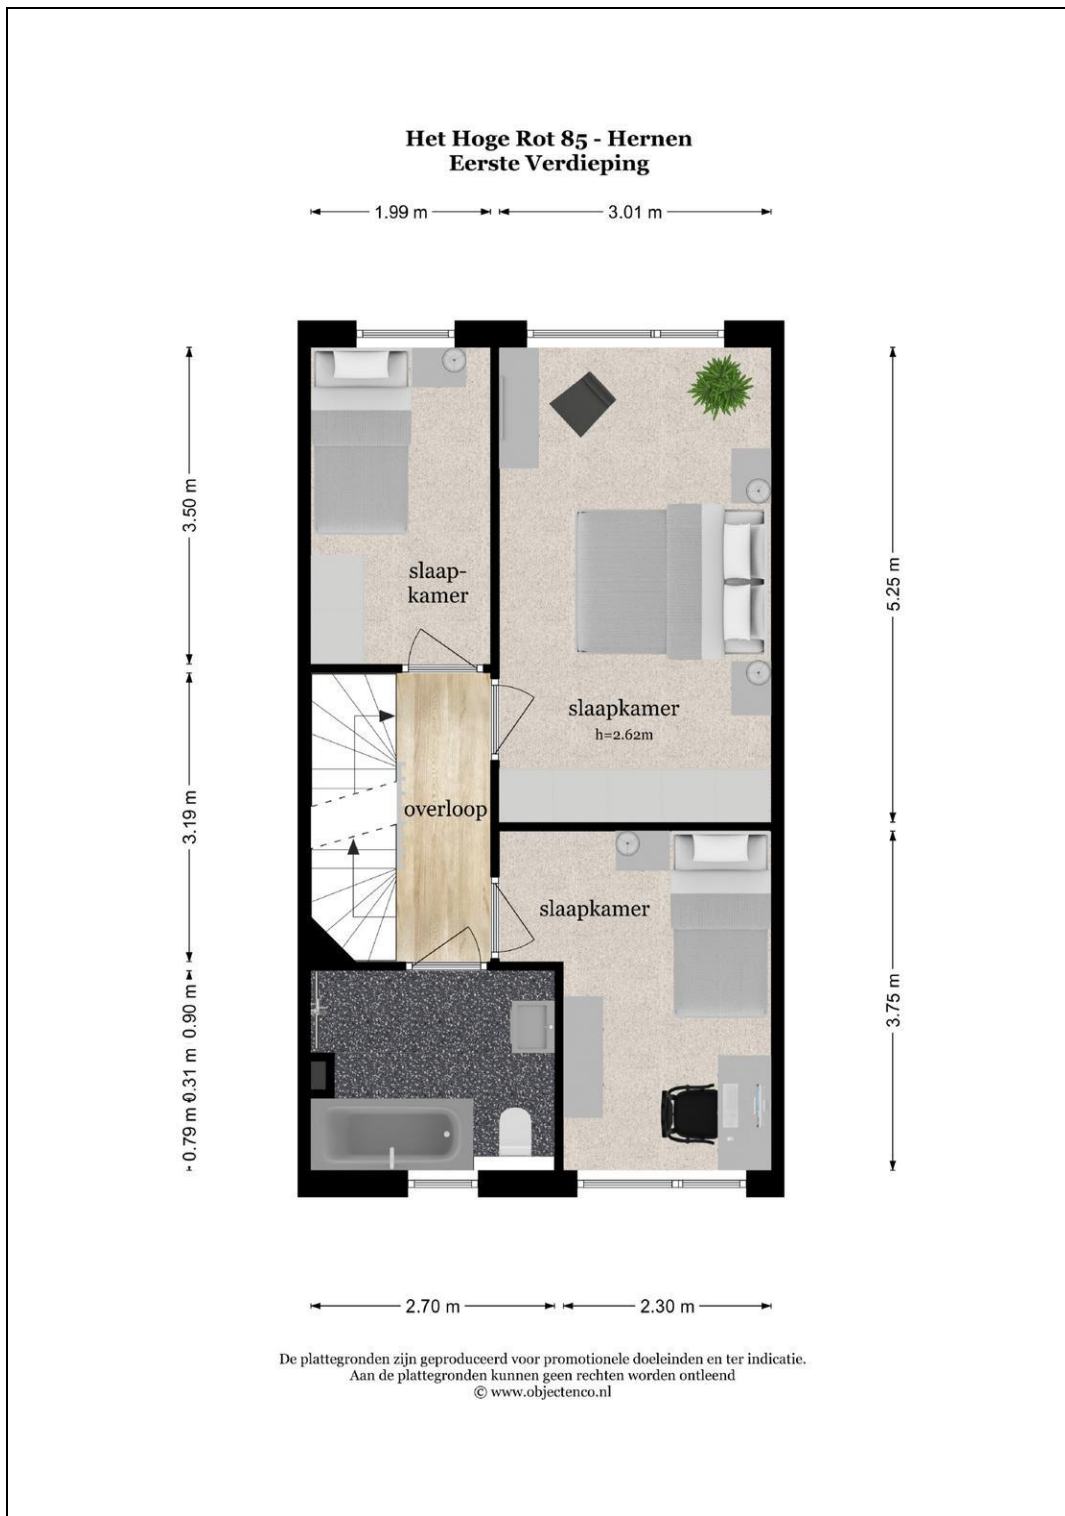 Het Hoge Rot 85 - Hernen
Eerste Verdieping
1.99 m
3.01 m
3.50 m
5.25 m
slaap-
kamer
slaapkamer
h=2.62m
3.19 m
overloop
slaapkamer
3.75 m
0.90 m
0.31 m
0.79 m
2.70 m
2.30 m
De plattegronden zijn geproduceerd voor promotionele doeleinden en ter indicatie.
Aan de plattegronden kunnen geen rechten worden ontleend
© www.objectenco.nl